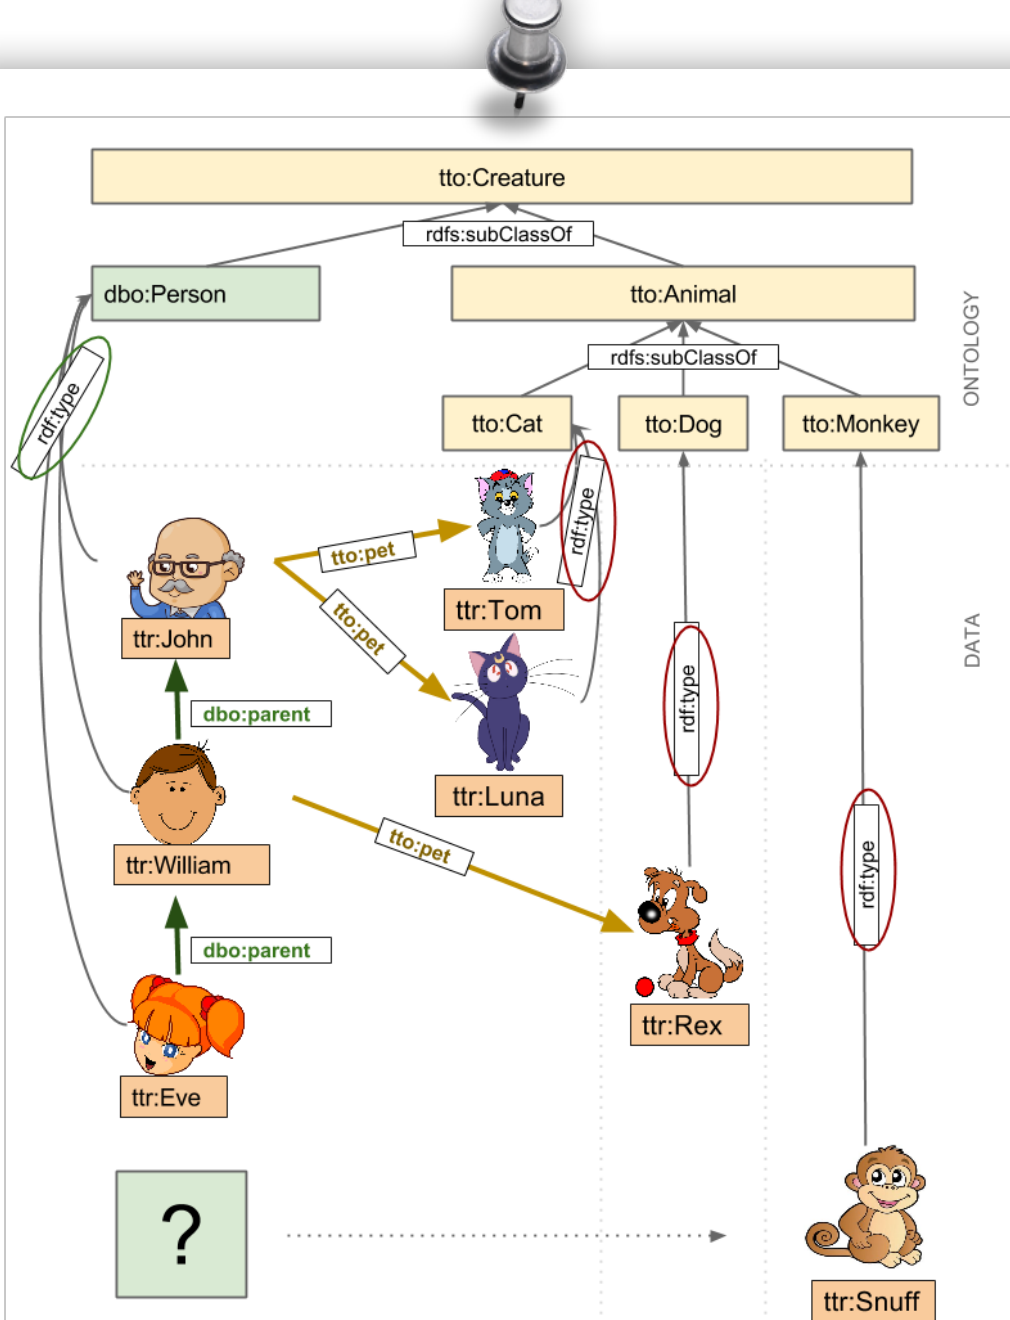 tto:Creature
rdfs:subClassOf
dbo:Person
tto:Animal
rdfs:subClassOf
ONTOLOGY
rdf:type
tto:Cat
tto:Dog
tto:Monkey
rdf:type
tto:pet
ttr:Tom
tto:pet
ttr:John
DATA
rdf:type
dbo:parent
ttr:Luna
tto:pet
ttr:William
rdf:type
dbo:parent
ttr:Rex
ttr:Eve
?
ttr:Snuff